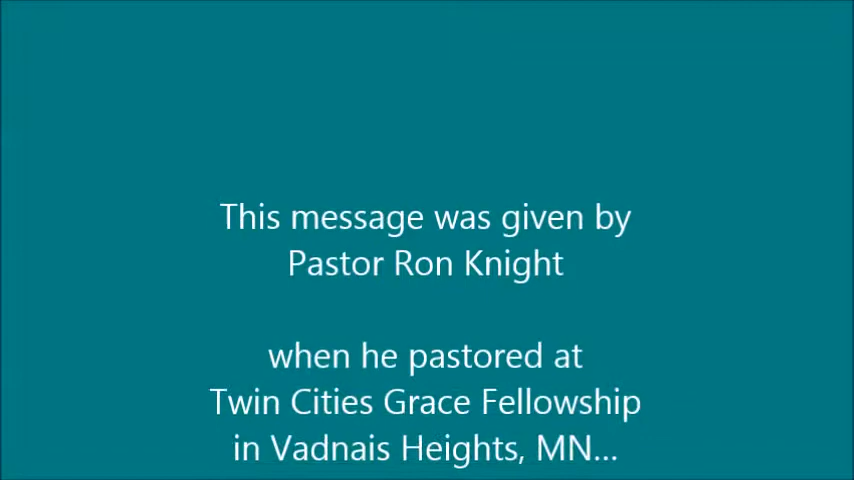 This message was given by
Pastor Ron Knight
when he pastored at
Twin Cities Grace Fellowship
in Vadnais Heights, MN...